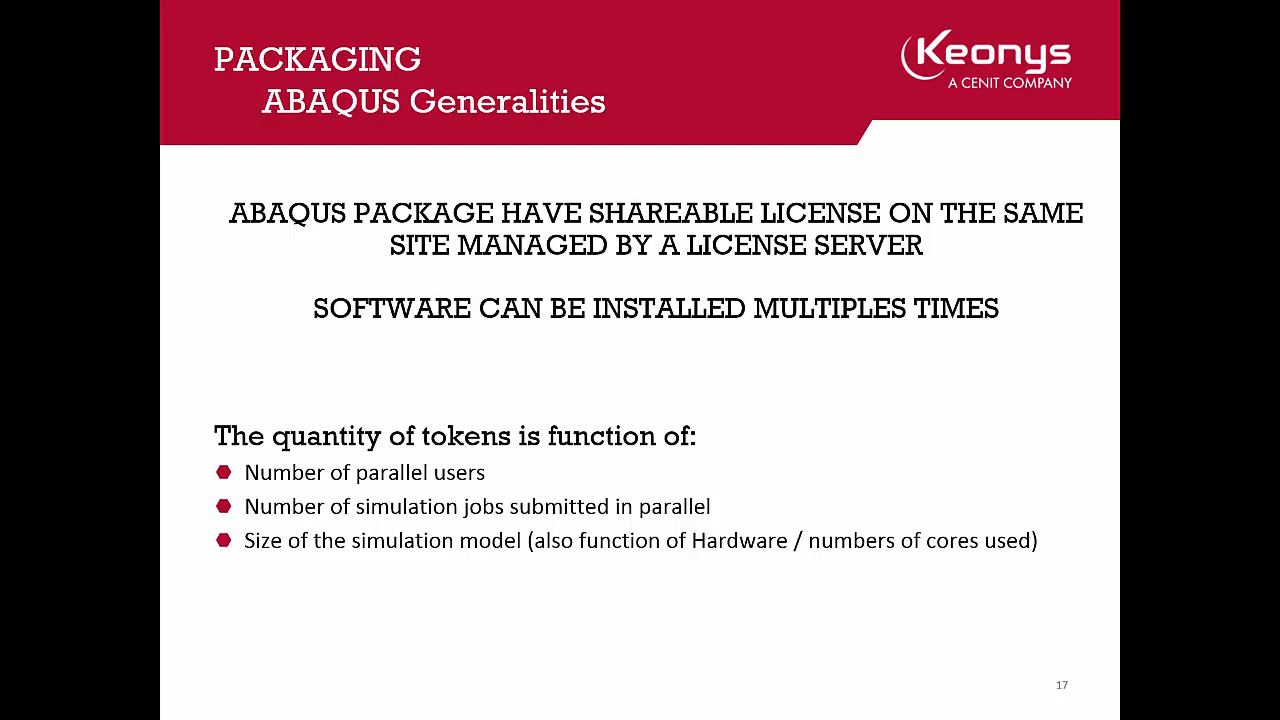 PACKAGING
ABAQUS Generalities
Keonys
A CENIT COMPANY
ABAQUS PACKAGE HAVE SHAREABLE LICENSE ON THE SAME
SITE MANAGED BY A LICENSE SERVER
SOFTWARE CAN BE INSTALLED MULTIPLES TIMES
The quantity of tokens is function of:
Number of parallel users
Number of simulation jobs submitted in parallel
Size of the simulation model (also function of Hardware / numbers of cores used)
17